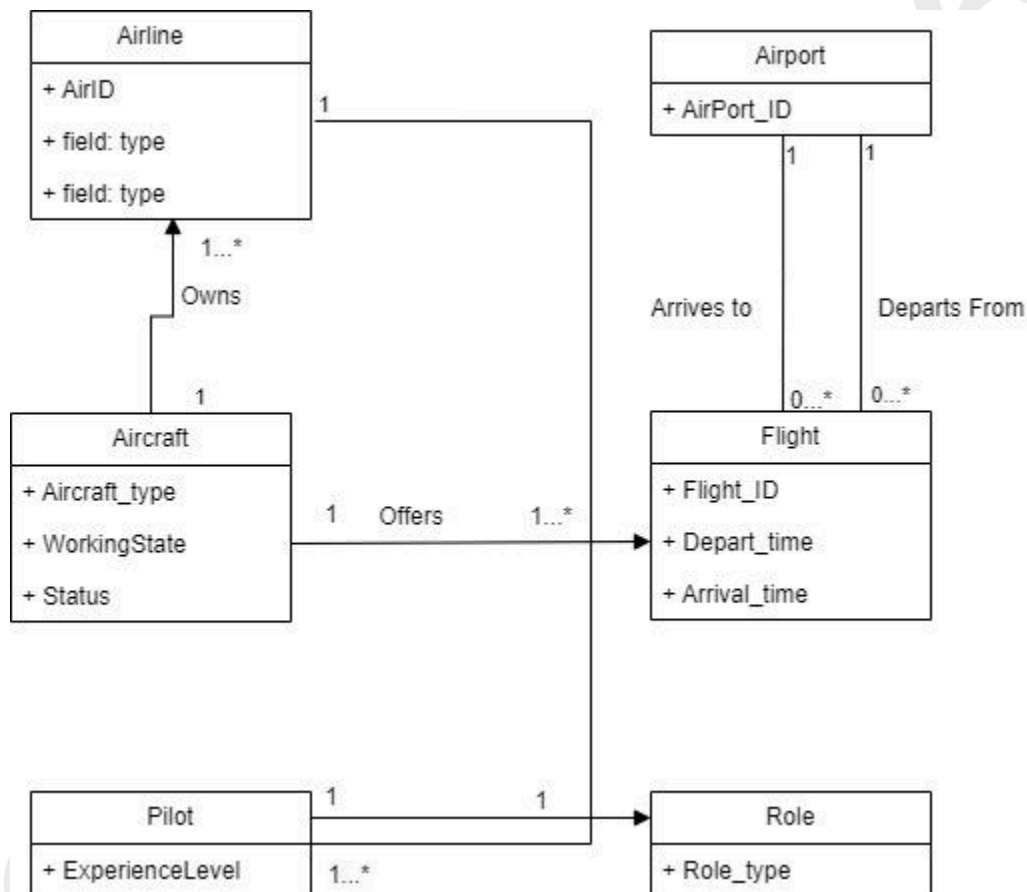 Airline
+ AirID
+ field: type
+ field: type
1
Airport
+ AirPort_ID
1
1
1...*
Owns
Arrives to
Departs From
1
0...*
0...*
Aircraft
+ Aircraft_type
+ WorkingState
+ Status
1
Offers
1...*
Flight
+ Flight_ID
+ Depart_time
+ Arrival_time
Pilot
+ ExperienceLevel
1
1
1...*
Role
+ Role_type